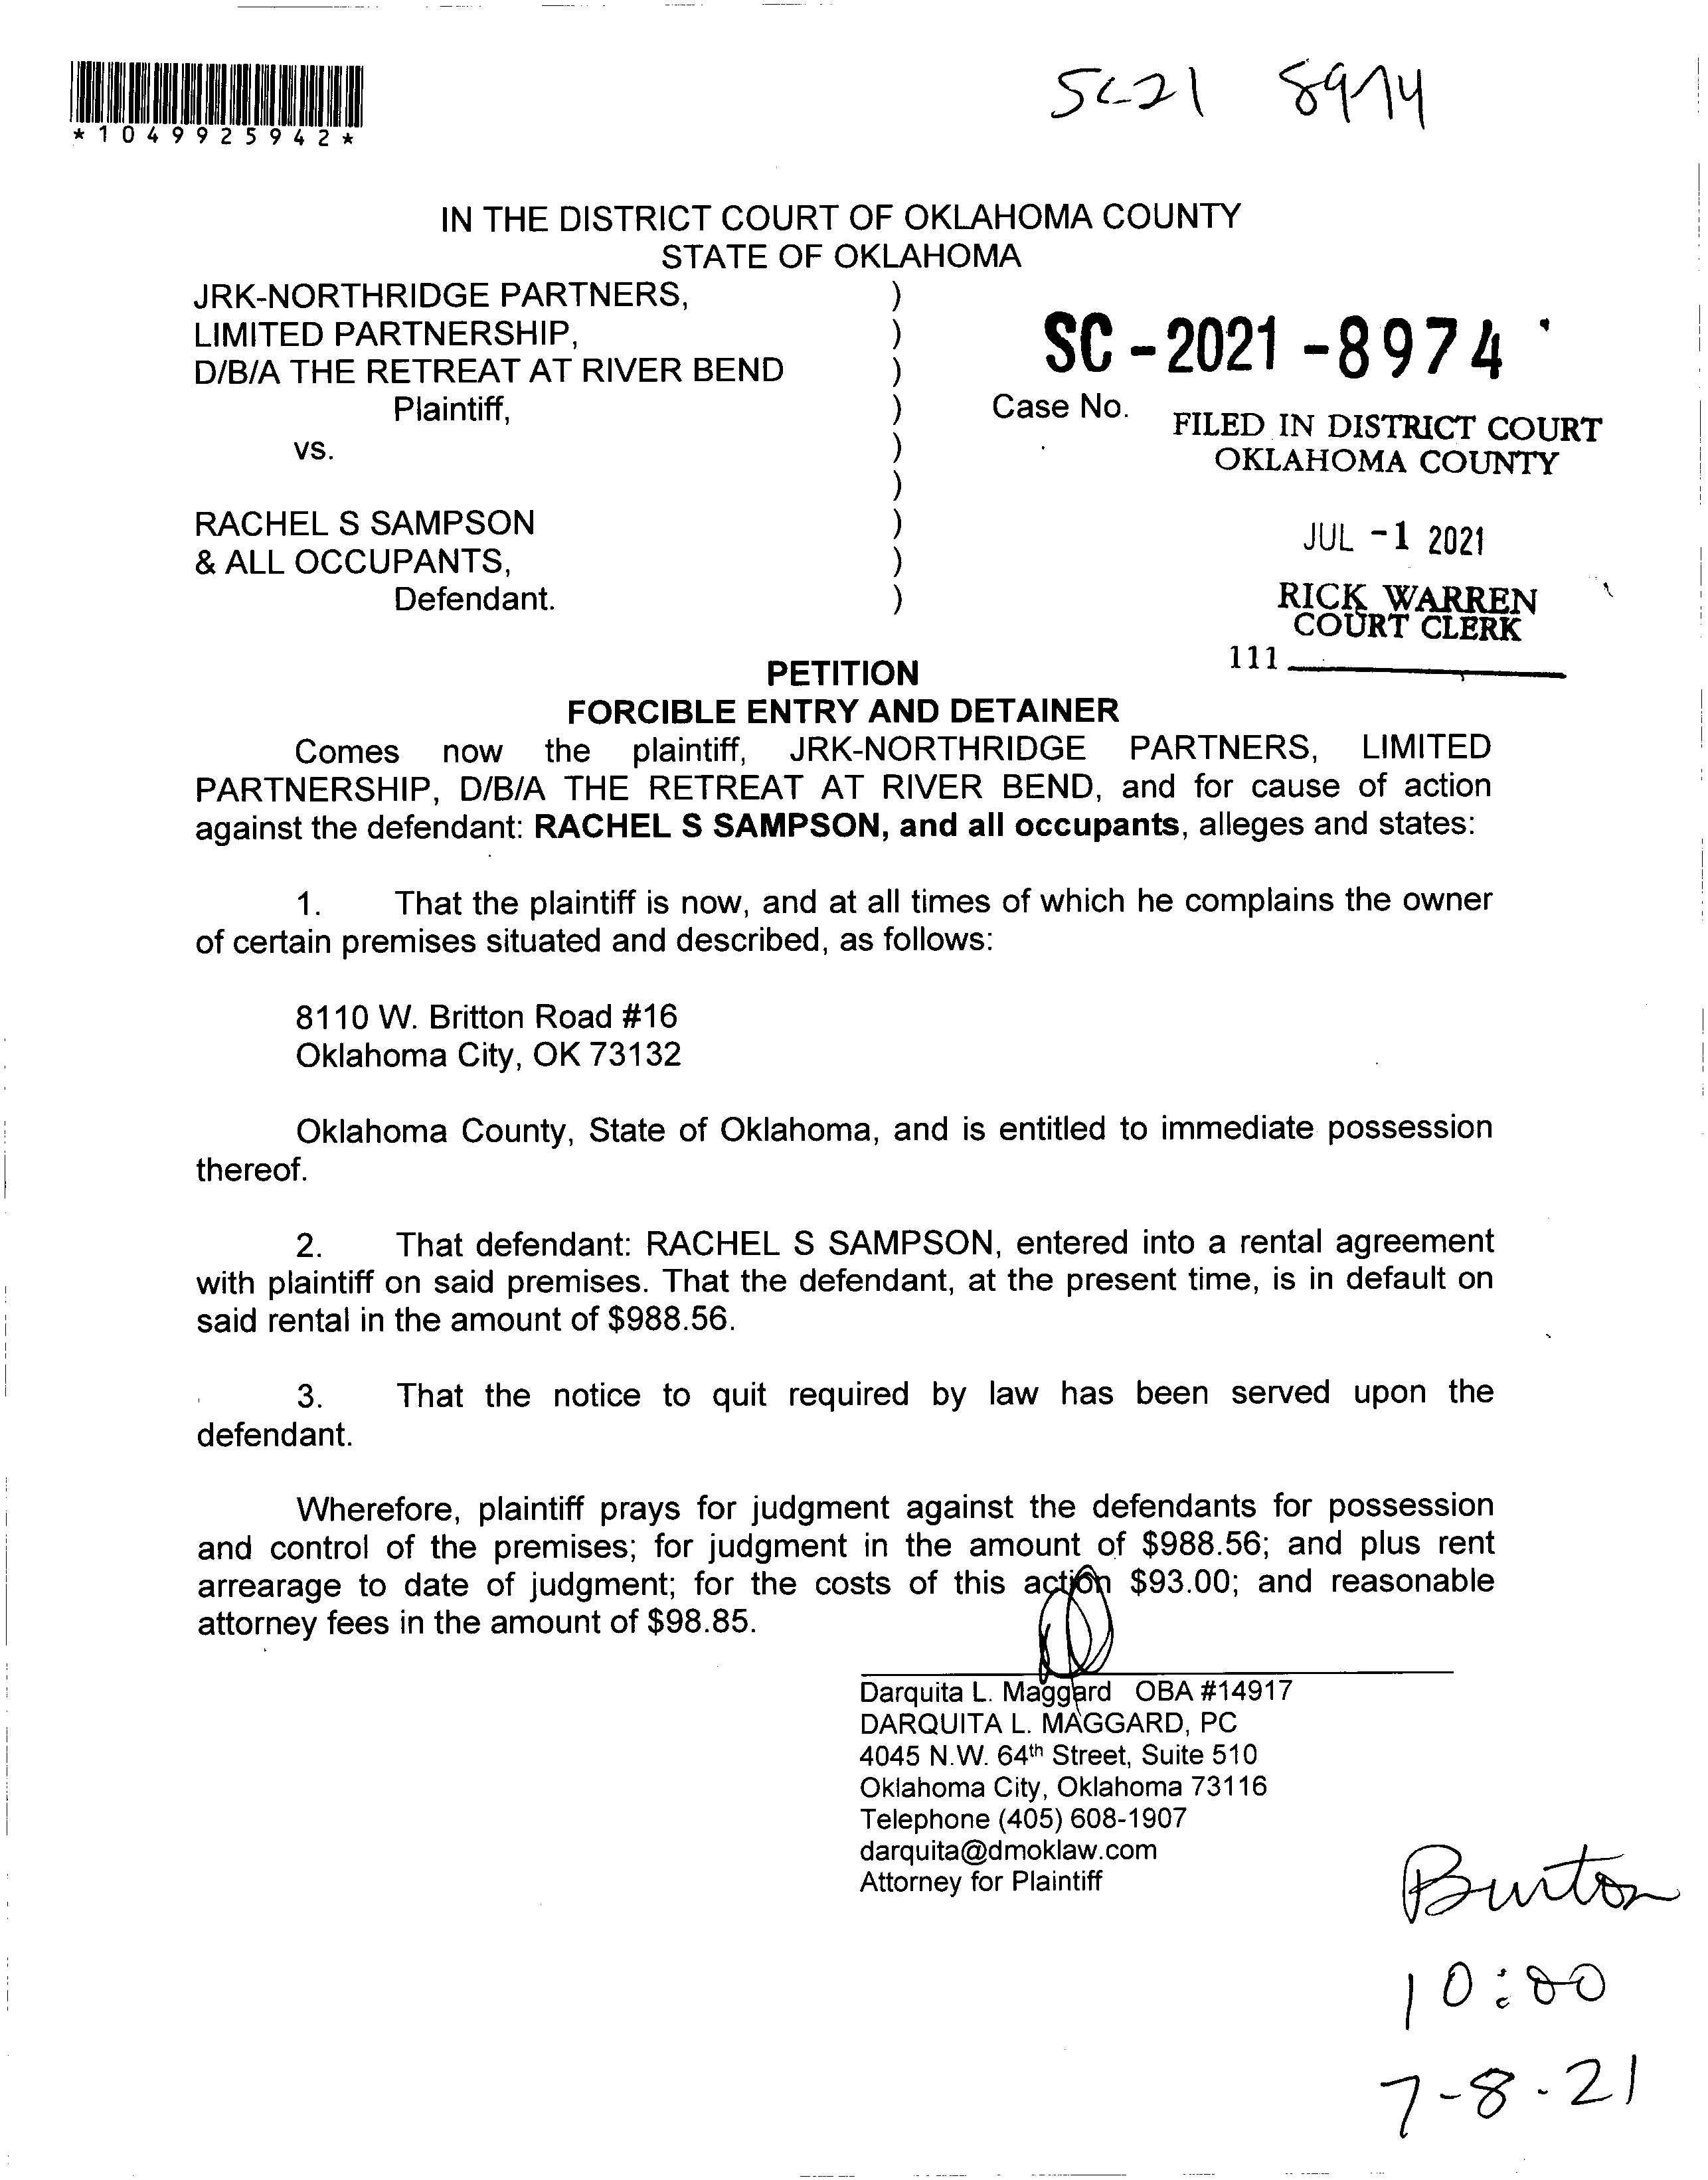 SC-21 8974
*1049925942*
IN THE DISTRICT COURT OF OKLAHOMA COUNTY
STATE OF OKLAHOMA
JRK-NORTHRIDGE PARTNERS, )
LIMITED PARTNERSHIP, )
D/B/A THE RETREAT AT RIVER BEND )
Plaintiff, )
vs. )
)
RACHEL S SAMPSON )
& ALL OCCUPANTS, )
Defendant. )
SC-2021-8974
Case No.
FILED IN DISTRICT COURT
OKLAHOMA COUNTY
JUL -1 2021
RICK WARREN
COURT CLERK
111
PETITION
FORCIBLE ENTRY AND DETAINER
Comes now the plaintiff, JRK-NORTHRIDGE PARTNERS, LIMITED
PARTNERSHIP, D/B/A THE RETREAT AT RIVER BEND, and for cause of action
against the defendant: RACHEL S SAMPSON, and all occupants, alleges and states:
1. That the plaintiff is now, and at all times of which he complains the owner
of certain premises situated and described, as follows:
8110 W. Britton Road #16
Oklahoma City, OK 73132
Oklahoma County, State of Oklahoma, and is entitled to immediate possession
thereof.
2. That defendant: RACHEL S SAMPSON, entered into a rental agreement
with plaintiff on said premises. That the defendant, at the present time, is in default on
said rental in the amount of $988.56.
3. That the notice to quit required by law has been served upon the
defendant.
Wherefore, plaintiff prays for judgment against the defendants for possession
and control of the premises; for judgment in the amount of $988.56; and plus rent
arrearage to date of judgment; for the costs of this action $93.00; and reasonable
attorney fees in the amount of $98.85.
Darquita L. Maggard OBA #14917
DARQUITA L. MAGGARD, PC
4045 N.W. 64th Street, Suite 510
Oklahoma City, Oklahoma 73116
Telephone (405) 608-1907
darquita@dmoklaw.com
Attorney for Plaintiff
Burton
10:00
7-8-21